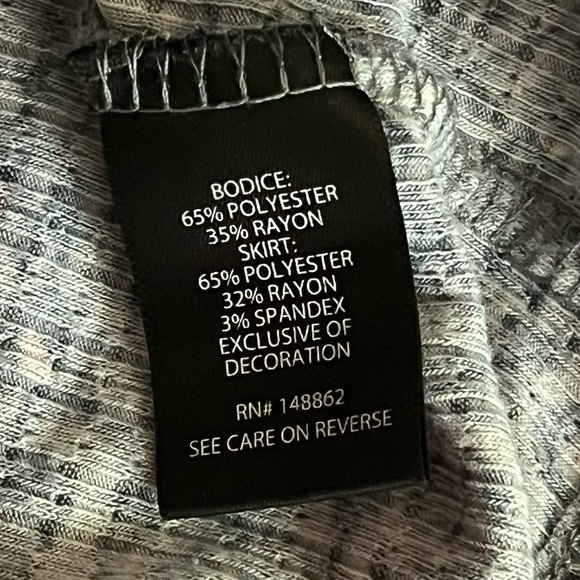 BODICE:
65% POLYESTER
35% RAYON
SKIRT:
65% POLYESTER
32% RAYON
3% SPANDEX
EXCLUSIVE OF
DECORATION
RN# 148862
SEE CARE ON REVERSE